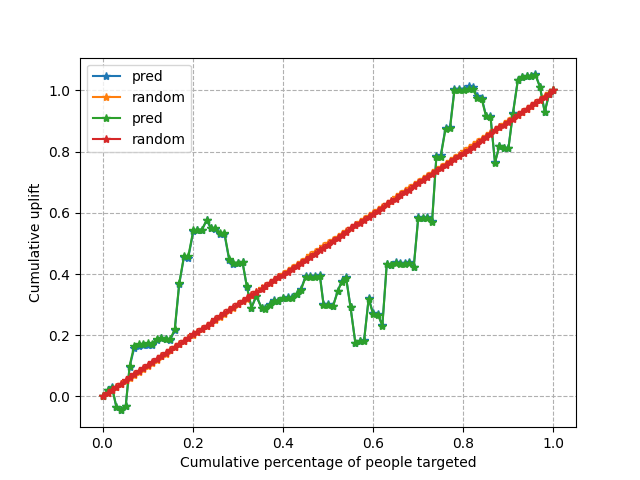 pred
random
pred
random
1.0
0.8
0.6
0.4
0.2
0.0
Cumulative uplift
0.0 0.2 0.4 0.6 0.8 1.0
Cumulative percentage of people targeted